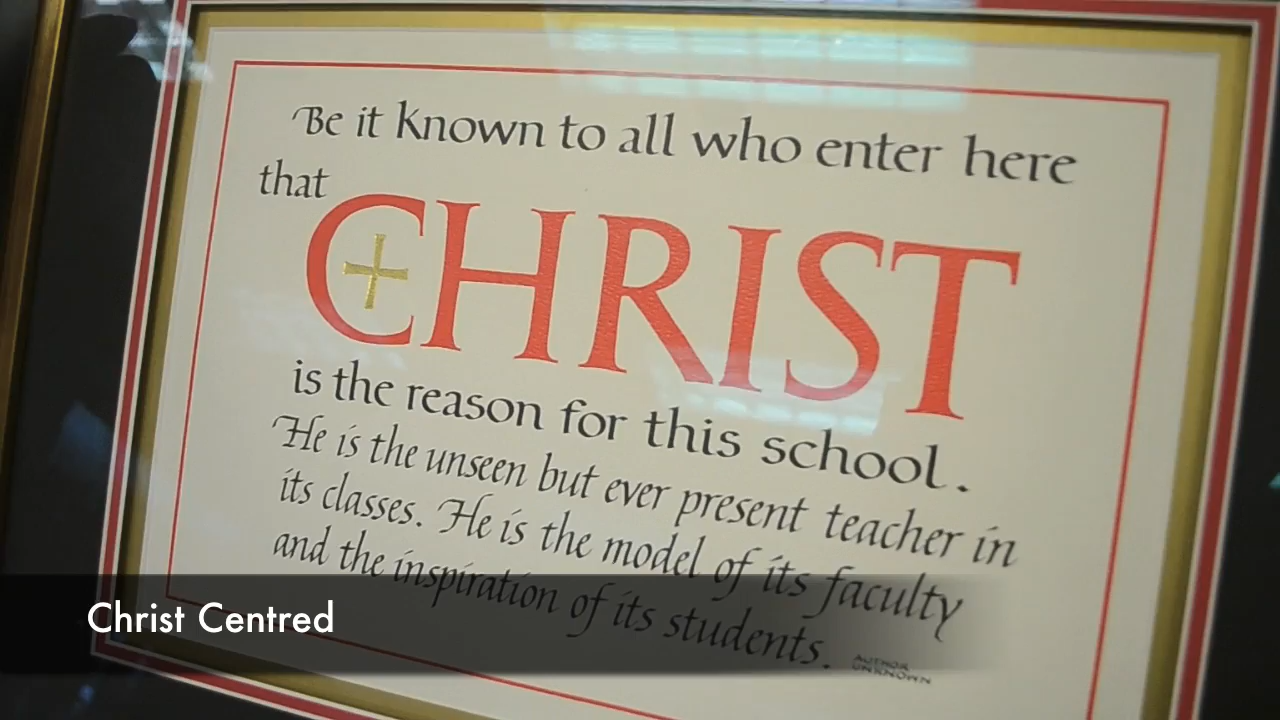 Be it known to all who enter here
that
CHRIST
is the reason for this school.
He is the unseen but ever present teacher in
its classes. He is the model of its faculty
and the inspiration of its students.
AUTHOR
UNKNOWN
Christ Centred